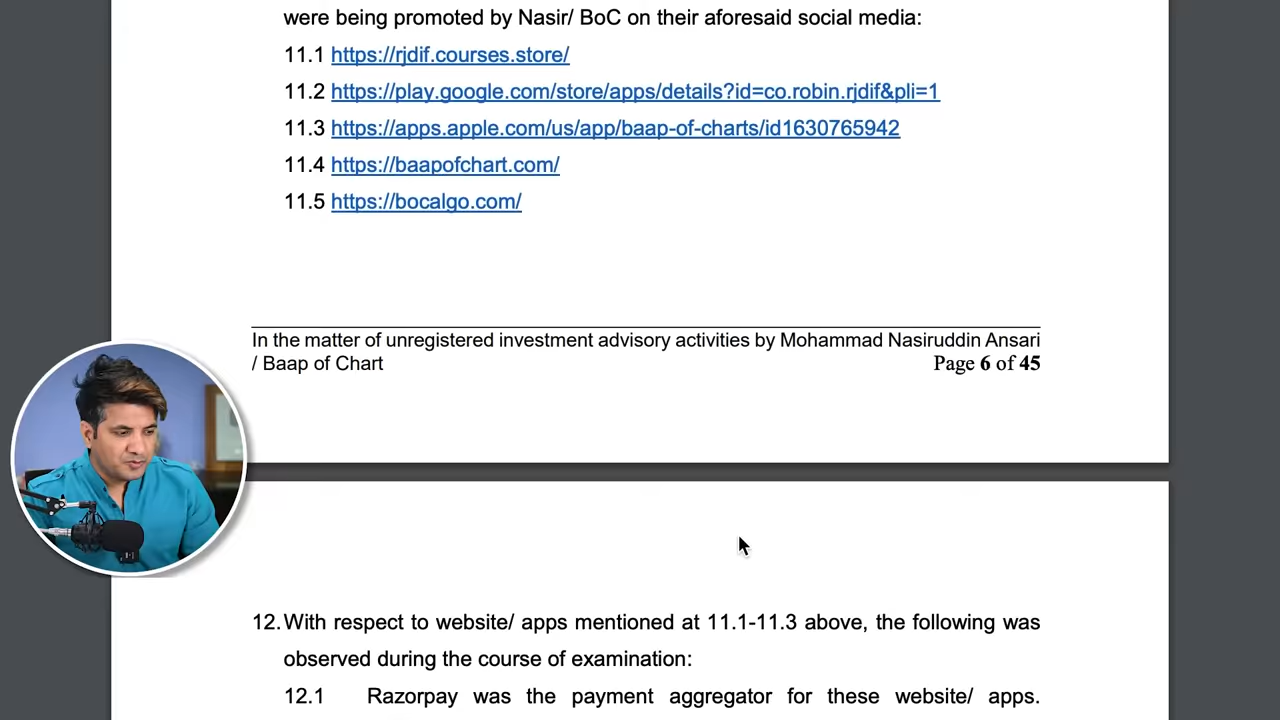 were being promoted by Nasir/ BoC on their aforesaid social media:
11.1 https://rjdif.courses.store/
11.2 https://play.google.com/store/apps/details?id=co.robin.rjdif&pli=1
11.3 https://apps.apple.com/us/app/baap-of-charts/id1630765942
11.4 https://baapofchart.com/
11.5 https://bocalgo.com/
In the matter of unregistered investment advisory activities by Mohammad Nasiruddin Ansari
/ Baap of Chart Page 6 of 45
12. With respect to website/ apps mentioned at 11.1-11.3 above, the following was
observed during the course of examination:
12.1 Razorpay was the payment aggregator for these website/ apps.